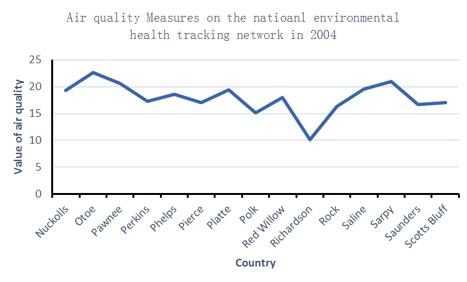 Air quality Measures on the natioanl environmental
health tracking network in 2004
Value of air quality
25
20
15
10
5
0
Nuckolls
Otoe
Pawnee
Perkins
Phelps
Pierce
Platte
Polk
Red Willow
Richardson
Rock
Saline
Sarpy
Saunders
Scotts Bluff
Country